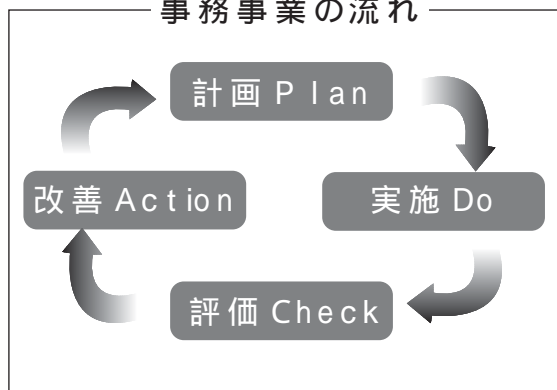 事務事業の流れ
計画 Plan
実施 Do
評価 Check
改善 Action